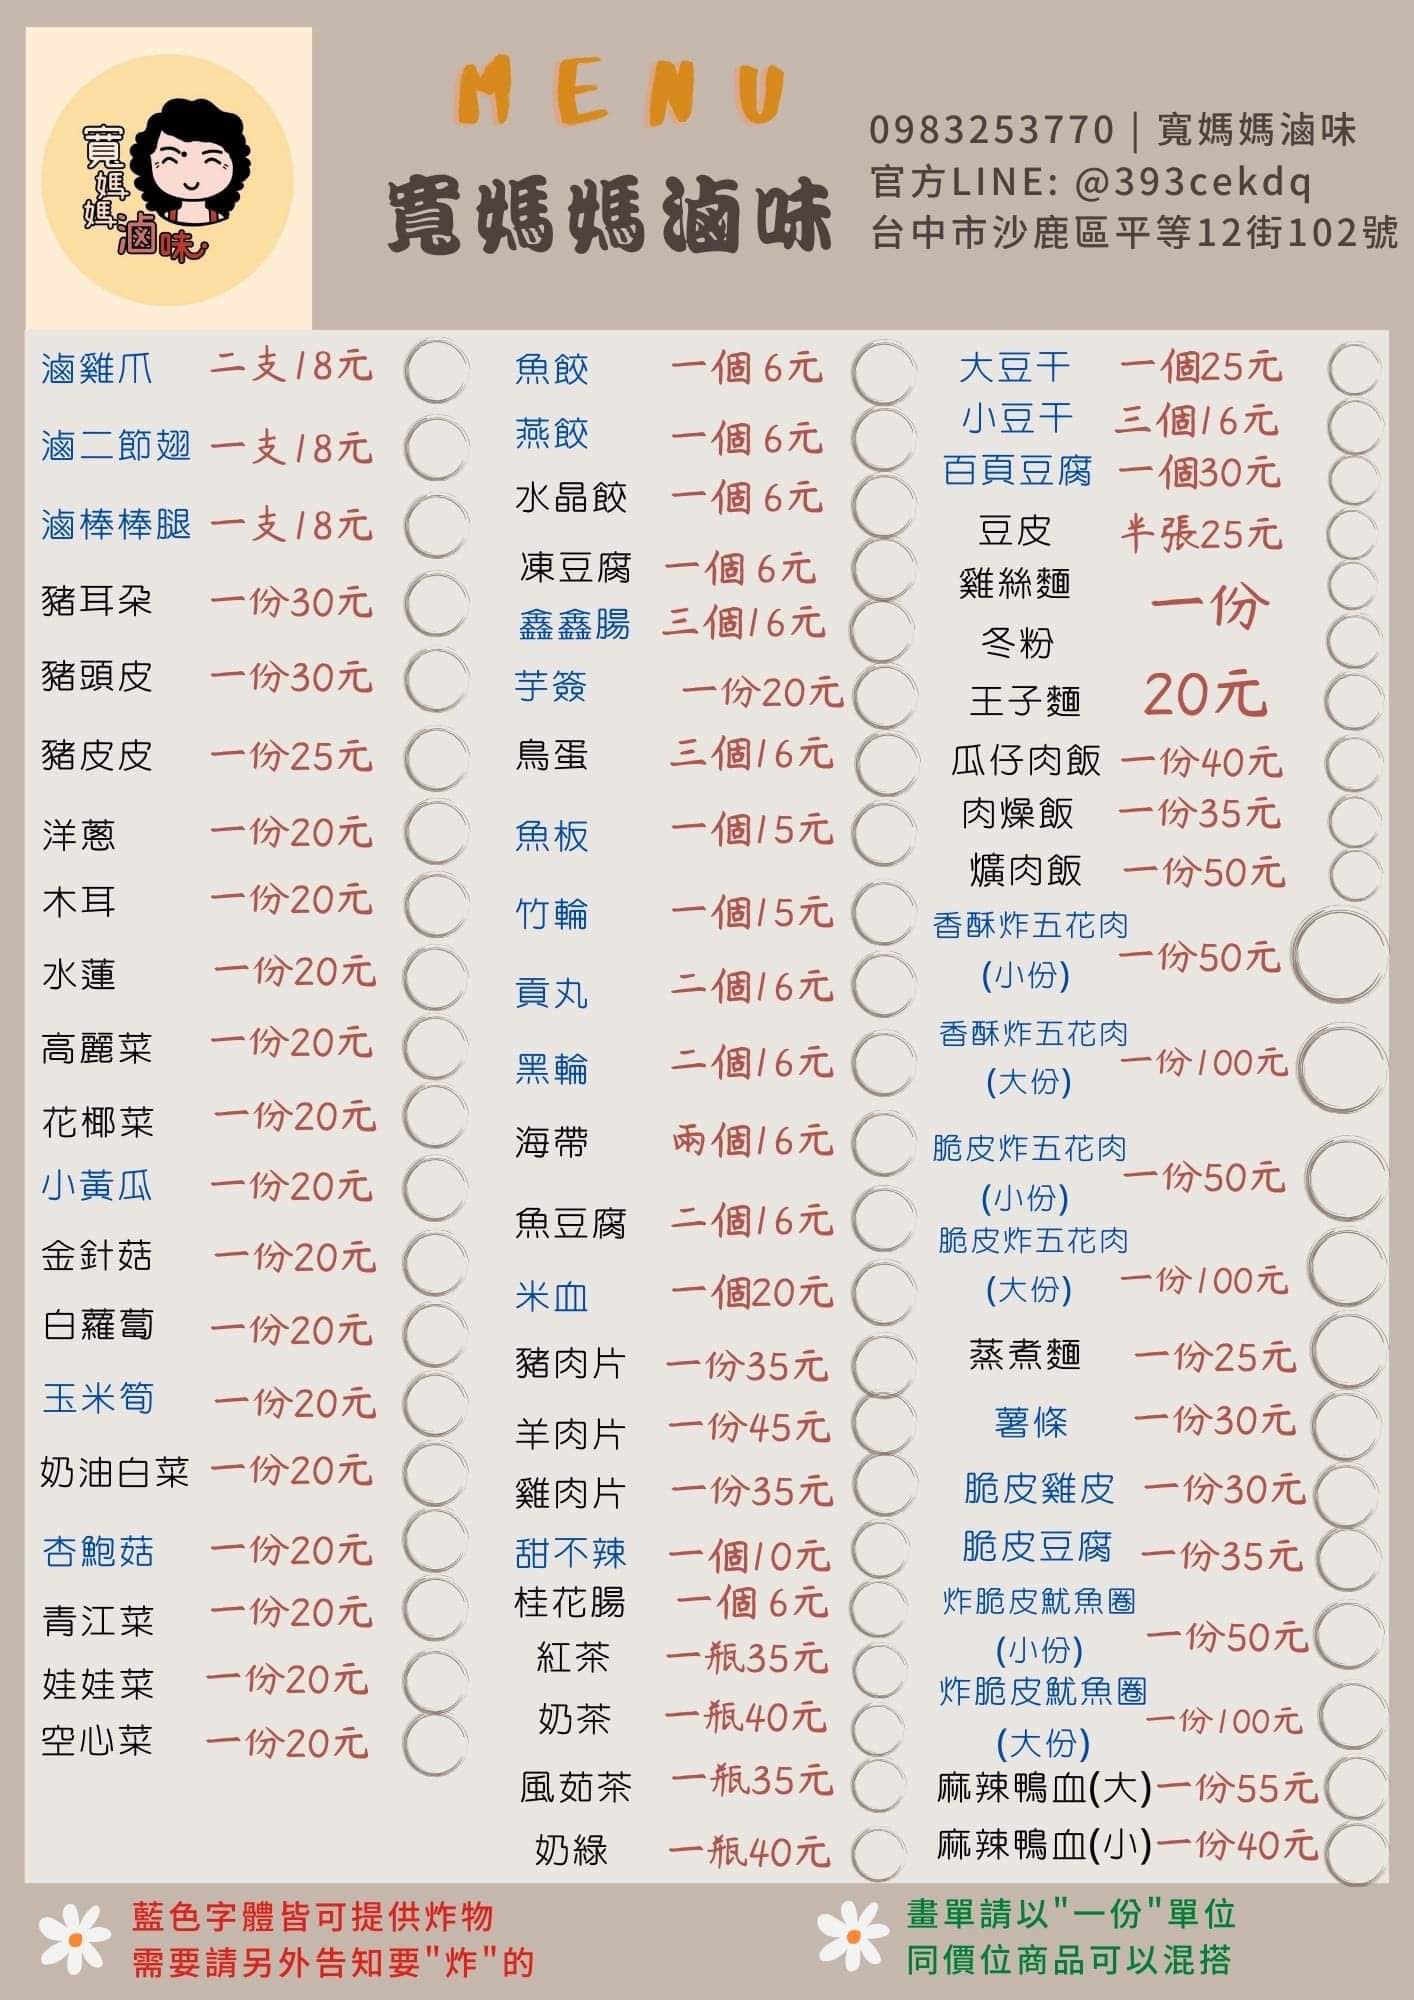 寬媽媽滷味
MENU
寬媽媽滷味
0983253770 | 寬媽媽滷味
官方LINE: @393cekdq
台中市沙鹿區平等12街102號
滷雞爪 二支18元
滷二節翅 一支18元
滷棒棒腿 一支18元
豬耳朵 一份30元
豬頭皮 一份30元
豬皮皮 一份25元
洋蔥 一份20元
木耳 一份20元
水蓮 一份20元
高麗菜 一份20元
花椰菜 一份20元
小黃瓜 一份20元
金針菇 一份20元
白蘿蔔 一份20元
玉米筍 一份20元
奶油白菜 一份20元
杏鮑菇 一份20元
青江菜 一份20元
娃娃菜 一份20元
空心菜 一份20元
魚餃 一個6元
燕餃 一個6元
水晶餃 一個6元
凍豆腐 一個6元
鑫鑫腸 三個16元
芋簽 一份20元
鳥蛋 三個16元
魚板 一個15元
竹輪 一個15元
貢丸 二個16元
黑輪 二個16元
海帶 兩個16元
魚豆腐 二個16元
米血 一個20元
豬肉片 一份35元
羊肉片 一份45元
雞肉片 一份35元
甜不辣 一個10元
桂花腸 一個6元
紅茶 一瓶35元
奶茶 一瓶40元
風茹茶 一瓶35元
奶綠 一瓶40元
大豆干 一個25元
小豆干 三個16元
百頁豆腐 一個30元
豆皮 半張25元
雞絲麵
一份
冬粉
王子麵 20元
瓜仔肉飯 一份40元
肉燥飯 一份35元
爌肉飯 一份50元
香酥炸五花肉
(小份) 一份50元
香酥炸五花肉
(大份) 一份100元
脆皮炸五花肉
(小份) 一份50元
脆皮炸五花肉
(大份) 一份100元
蒸煮麵 一份25元
薯條 一份30元
脆皮雞皮 一份30元
脆皮豆腐 一份35元
炸脆皮魷魚圈
(小份) 一份50元
炸脆皮魷魚圈
(大份) 一份100元
麻辣鴨血(大) 一份55元
麻辣鴨血(小) 一份40元
藍色字體皆可提供炸物
需要請另外告知要"炸"的
畫單請以"一份"單位
同價位商品可以混搭